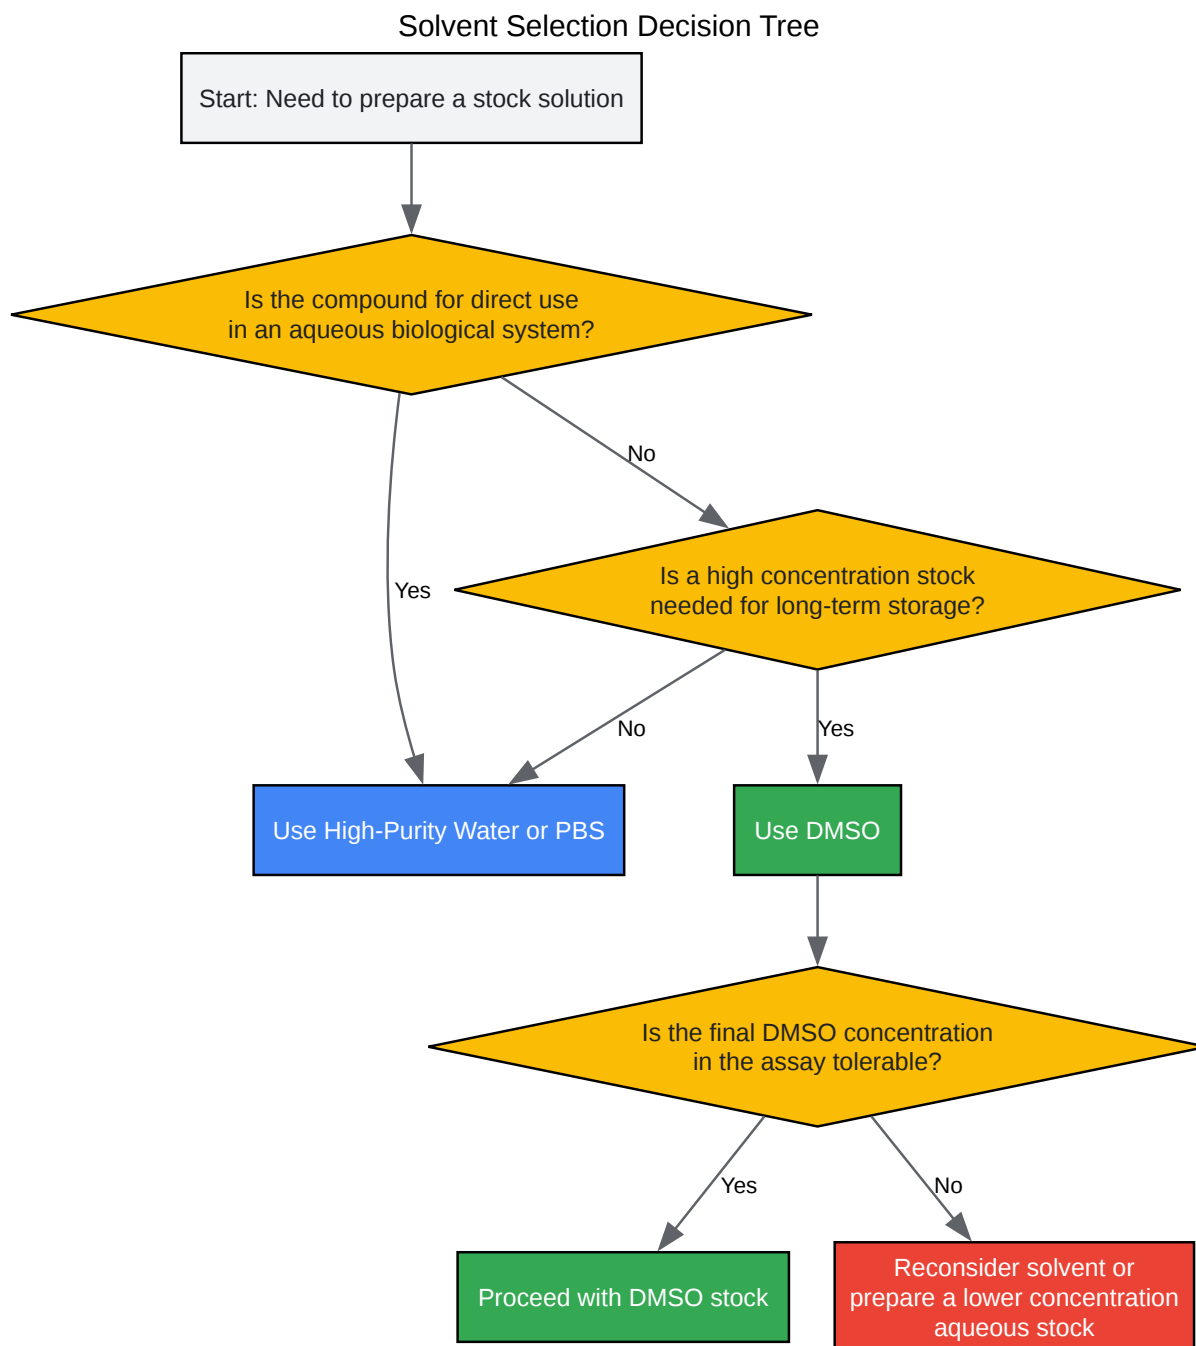 Solvent Selection Decision Tree
Start: Need to prepare a stock solution
Is the compound for direct use
in an aqueous biological system?
No
Is a high concentration stock
needed for long-term storage?
Yes
No
Yes
Use High-Purity Water or PBS
Use DMSO
Is the final DMSO concentration
in the assay tolerable?
Yes
No
Proceed with DMSO stock
Reconsider solvent or
prepare a lower concentration
aqueous stock